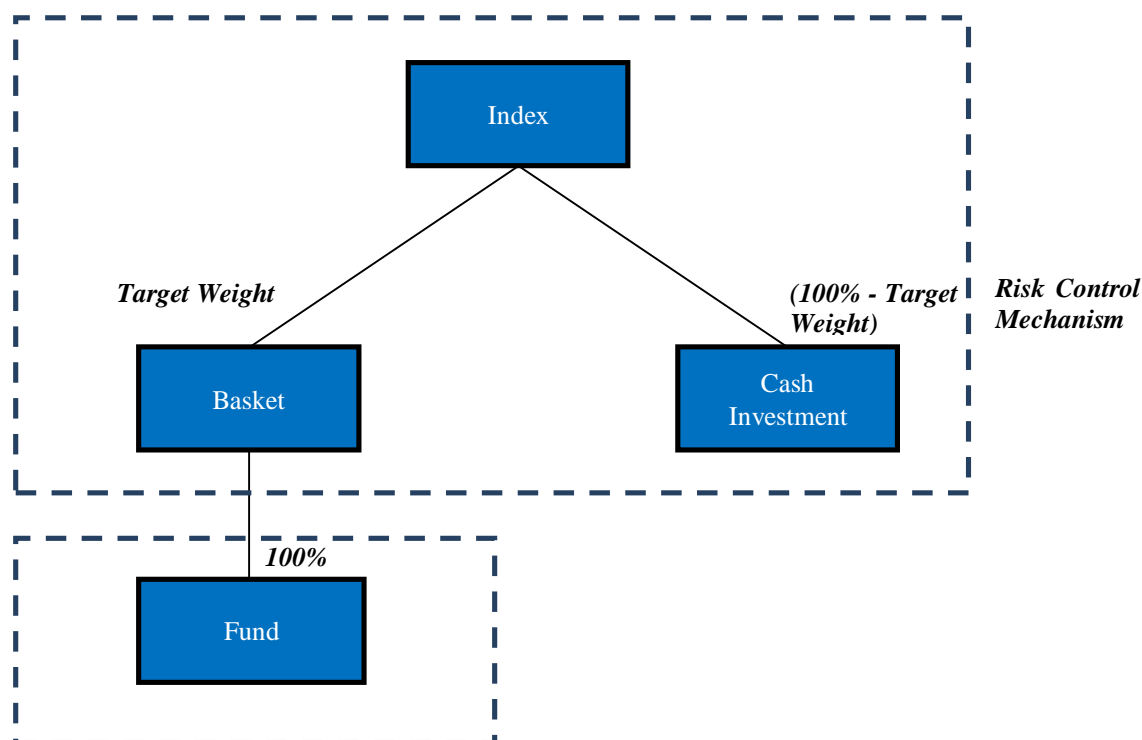 Index
Target Weight
(100% - Target
Weight)
Risk Control
Mechanism
Basket
Cash
Investment
100%
Fund